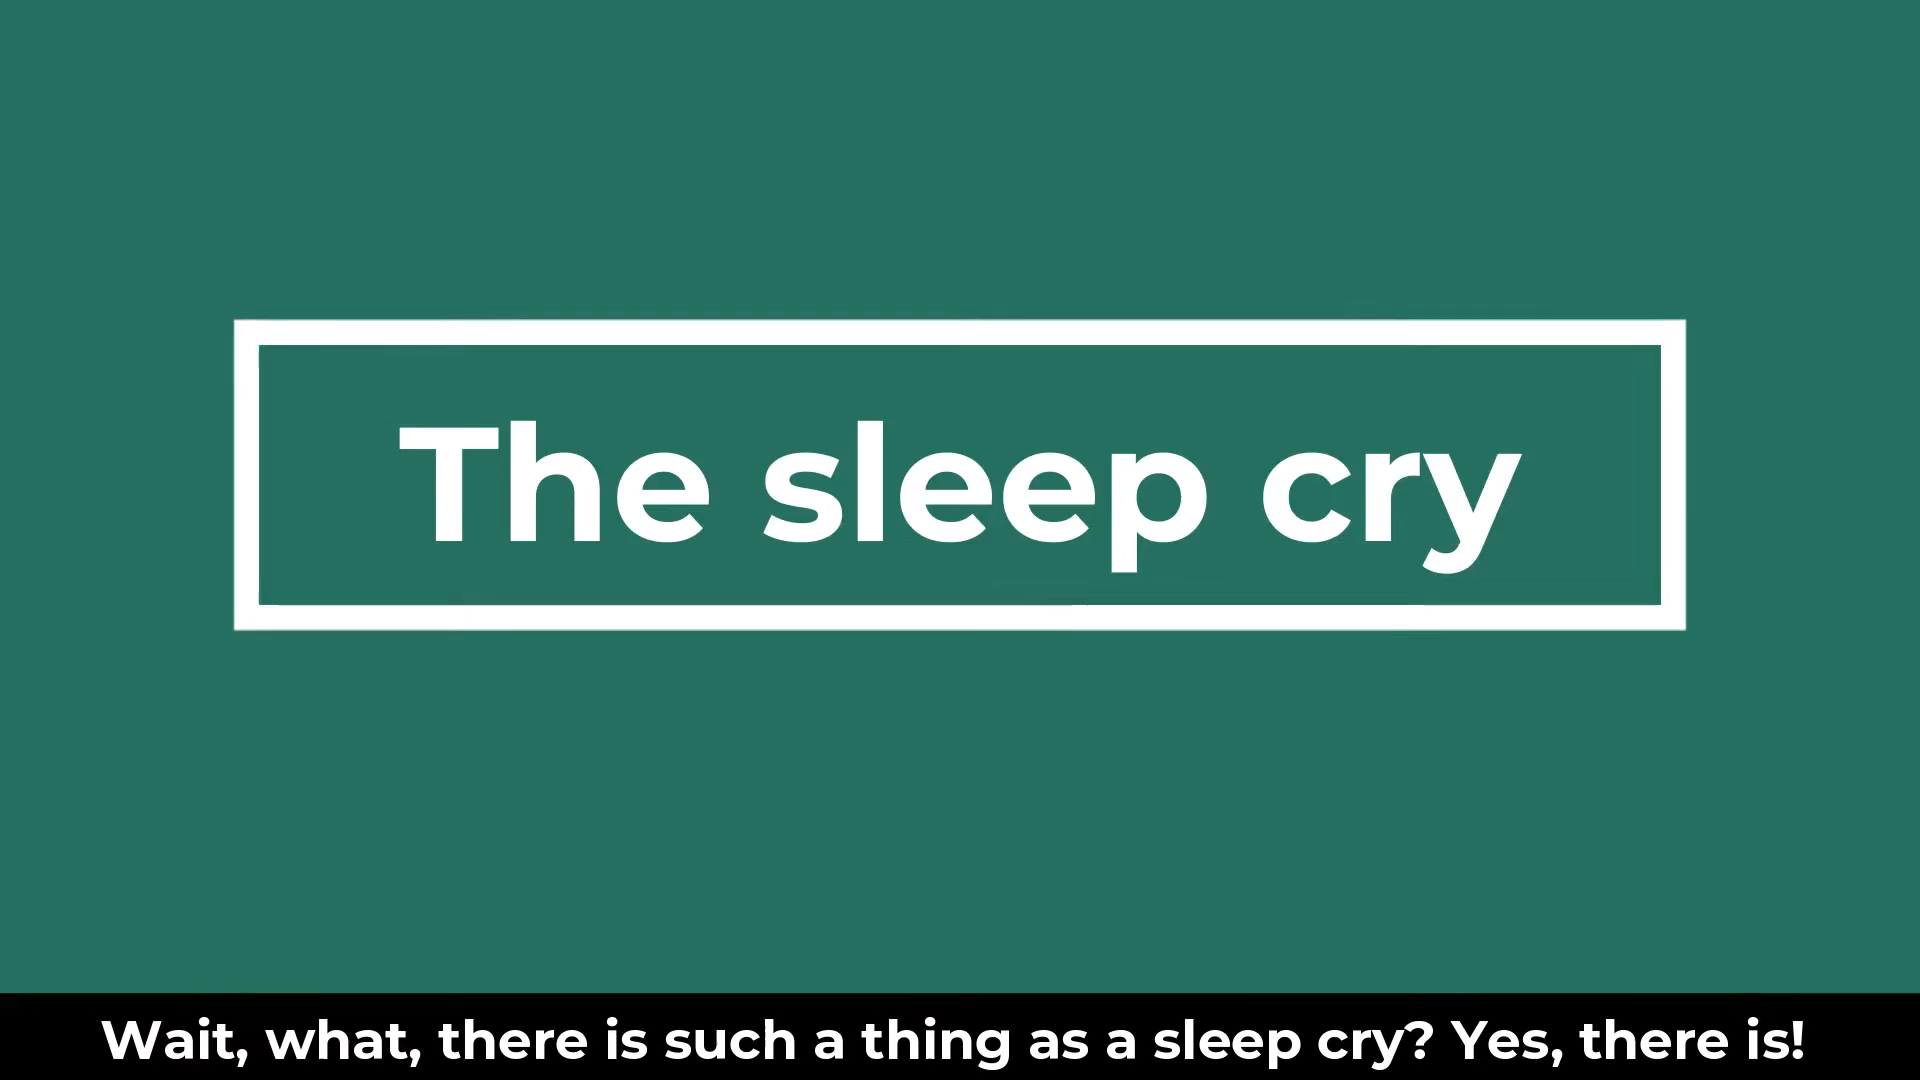 The sleep cry
Wait, what, there is such a thing as a sleep cry? Yes, there is!